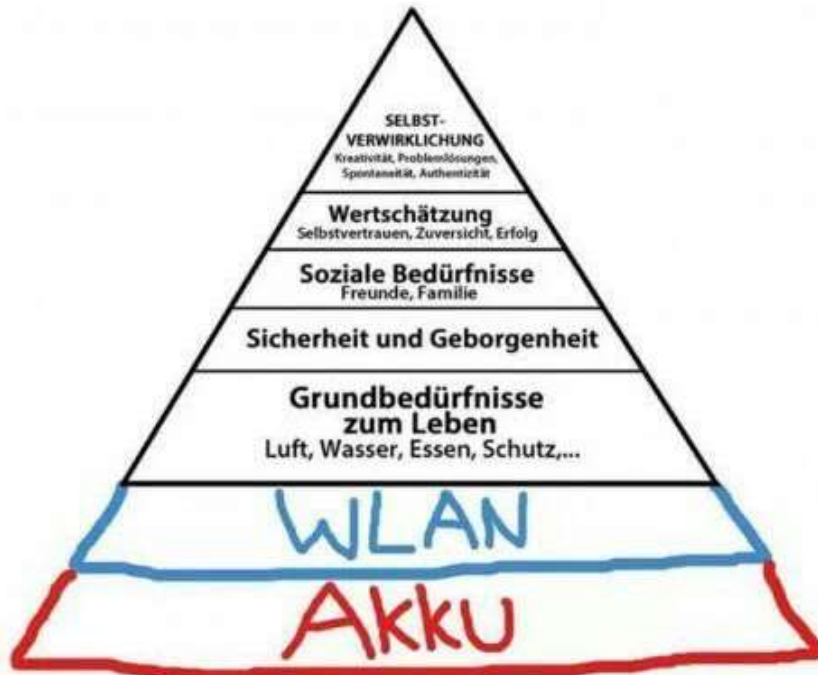 SELBST-
VERWIRKLICHUNG
Kreativität, Problemlösungen,
Spontaneität, Authentizität
Wertschätzung
Selbstvertrauen, Zuversicht, Erfolg
Soziale Bedürfnisse
Freunde, Familie
Sicherheit und Geborgenheit
Grundbedürfnisse
zum Leben
Luft, Wasser, Essen, Schutz,...
WLAN
AKKU